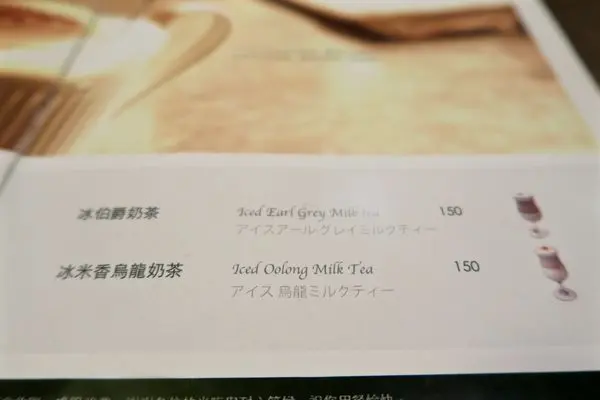 冰伯爵奶茶 Iced Earl Grey Milk tea 150
アイスアールグレイミルクティー
冰米香烏龍奶茶 Iced Oolong Milk Tea 150
アイス 烏龍ミルクティー